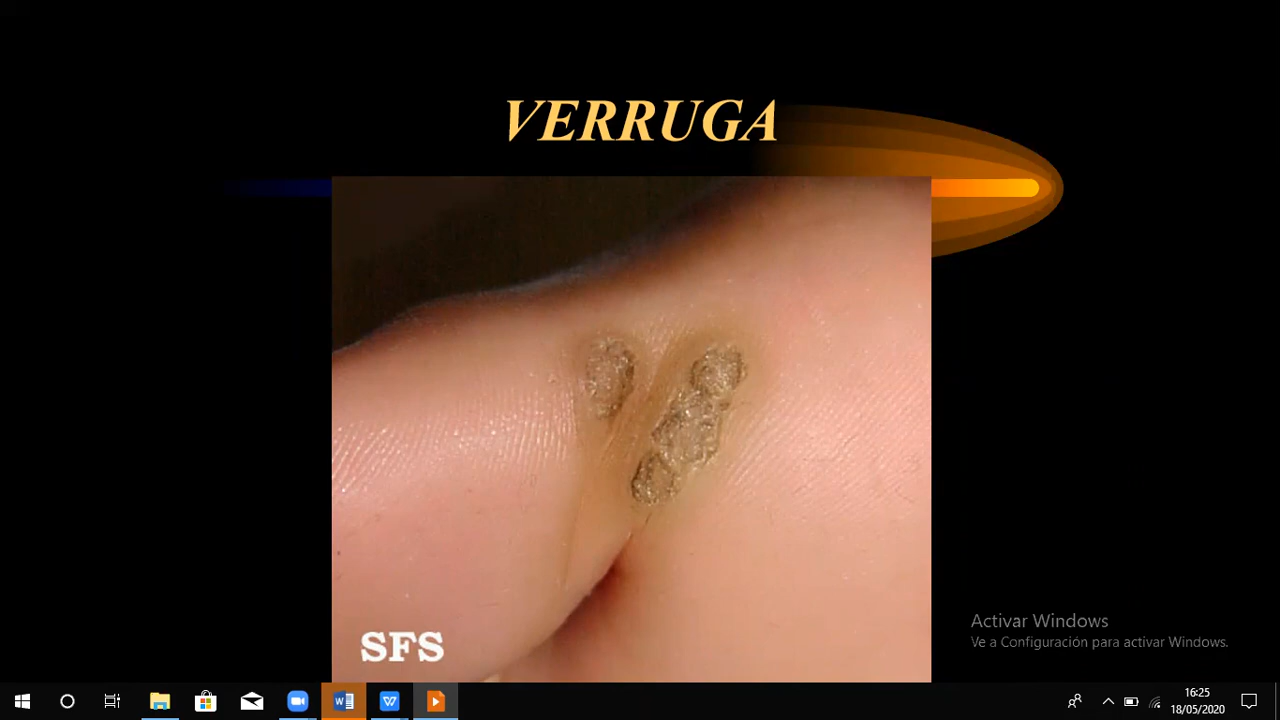 VERRUGA
SFS
Activar Windows
Ve a Configuración para activar Windows.
16:25
18/05/2020